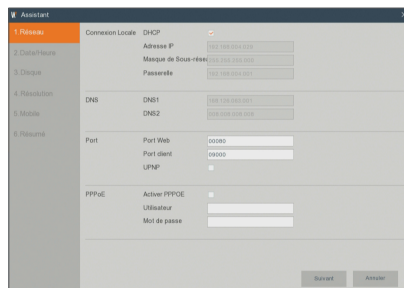 Assistant
1. Réseau
2. Date/Heure
3. Disque
4. Résolution
5. Mobile
6. Résumé
Connexion Locale
DHCP
Adresse IP
Masque de Sous-résea
Passerelle
DNS
DNS1
DNS2
Port
Port Web
00080
Port client
09000
UPNP
PPPoE
Activer PPPOE
Utilisateur
Mot de passe
Suivant
Annuler